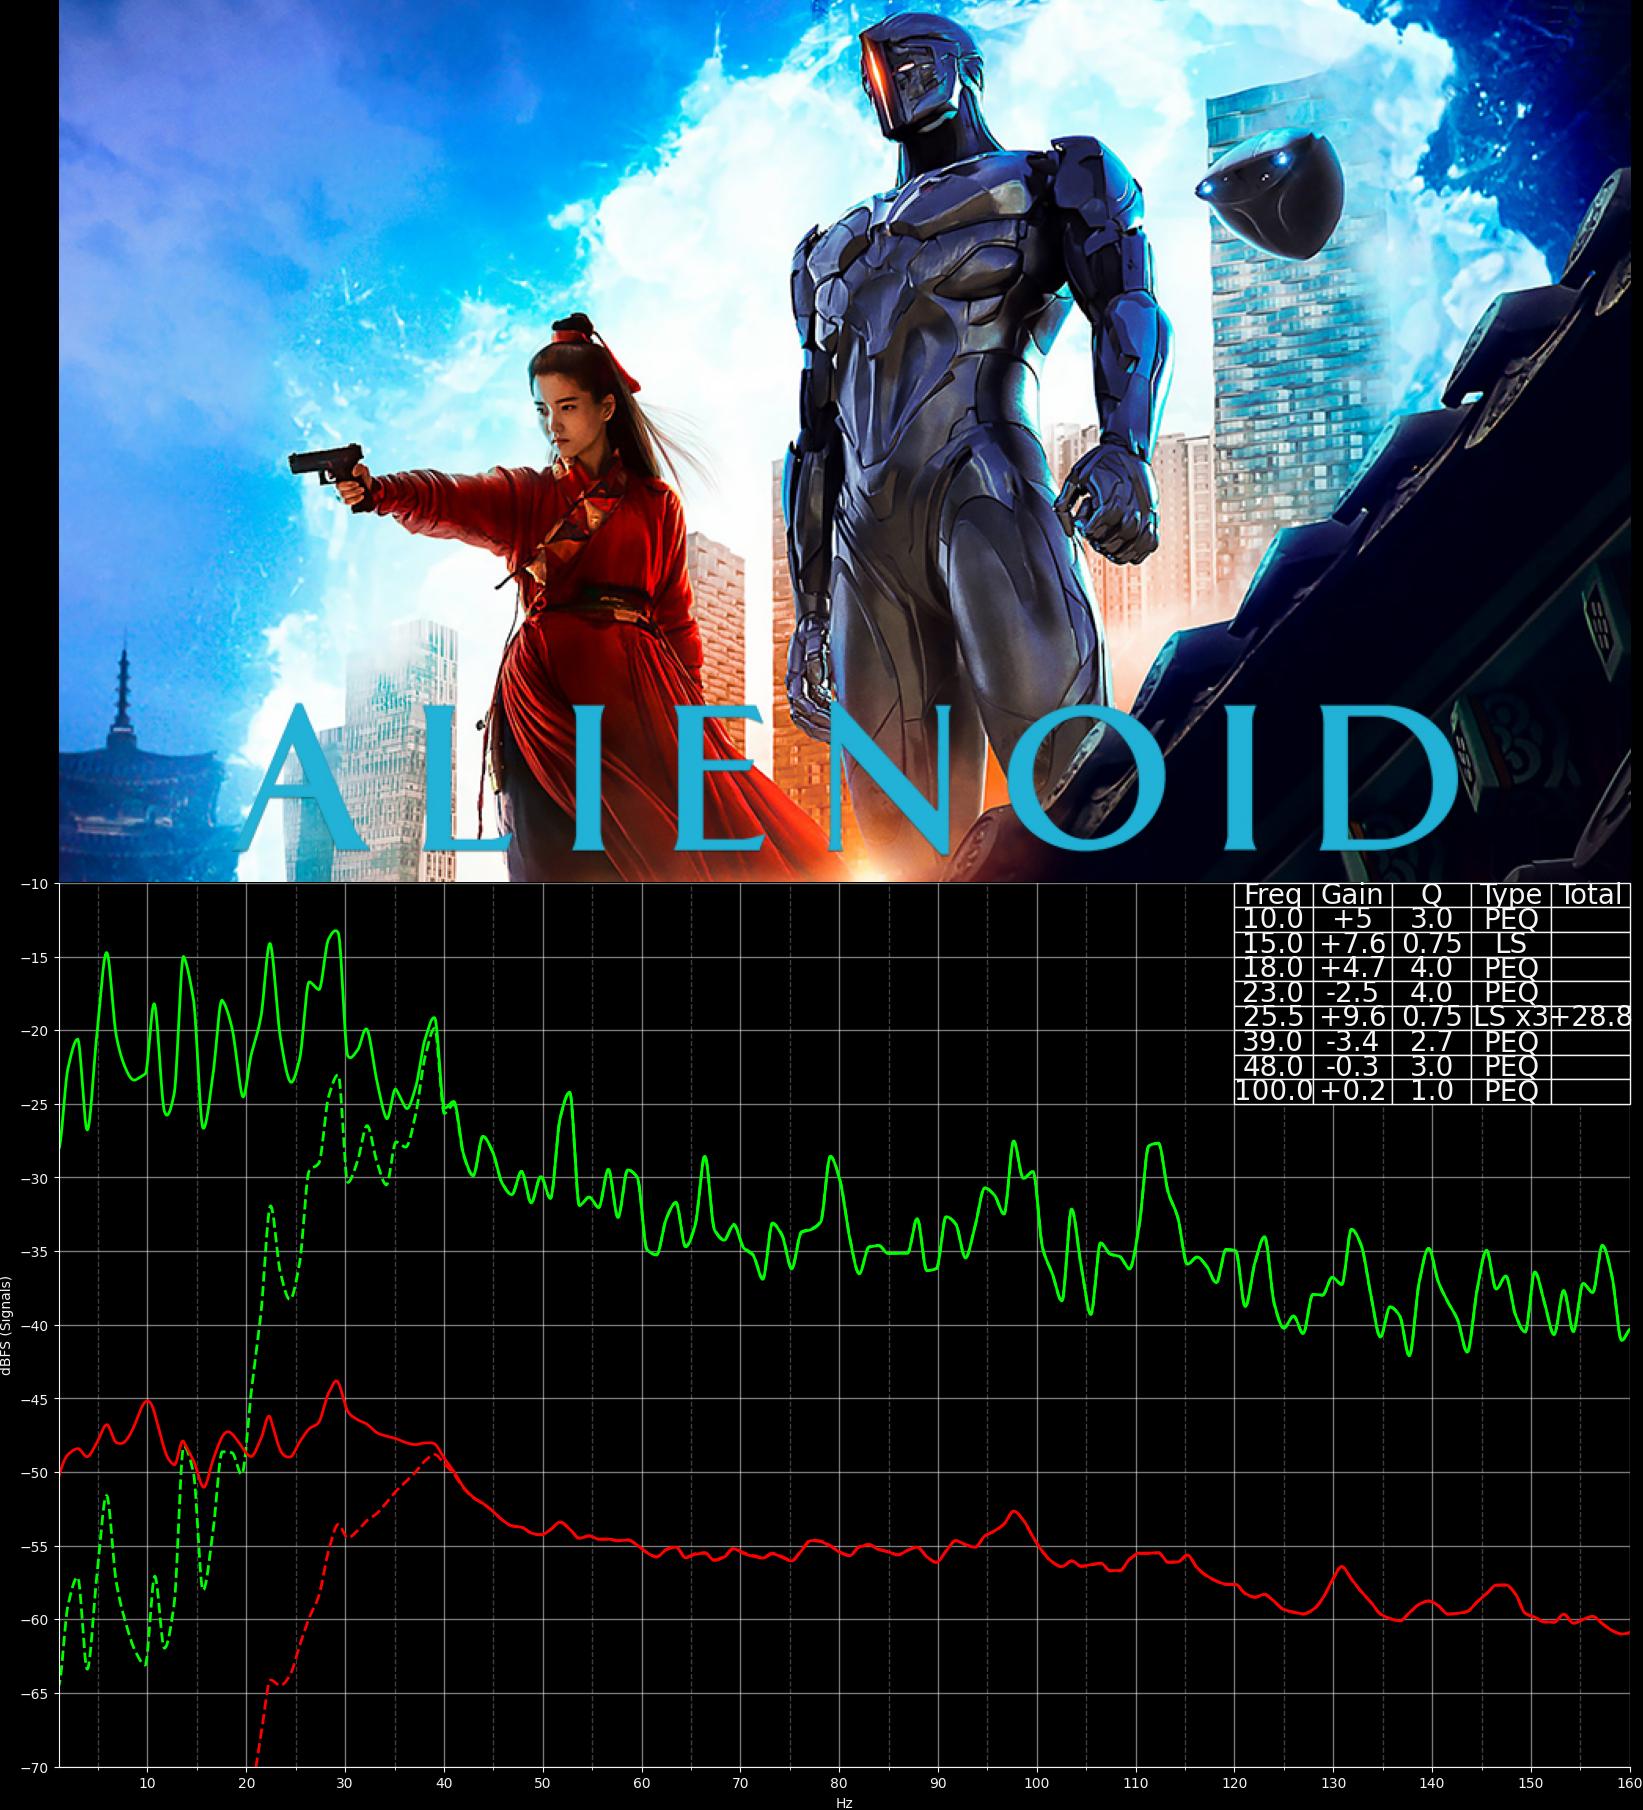 ALIENOID
Freq Gain Q Type Total
10.0 +5 3.0 PEQ
15.0 +7.6 0.75 LS
18.0 +4.7 4.0 PEQ
23.0 -2.5 4.0 PEQ
25.5 +9.6 0.75 LS x3 +28.8
39.0 -3.4 2.7 PEQ
48.0 -0.3 3.0 PEQ
100.0 +0.2 1.0 PEQ
−10
−15
−20
−25
−30
−35
dBFS (Signals)
−40
−45
−50
−55
−60
−65
−70
10 20 30 40 50 60 70 80 90 100 110 120 130 140 150 160
Hz